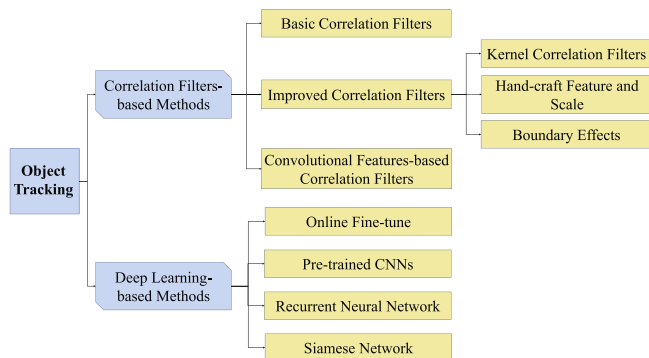 Object
Tracking
Correlation Filters-
based Methods
Basic Correlation Filters
Improved Correlation Filters
Kernel Correlation Filters
Hand-craft Feature and
Scale
Boundary Effects
Convolutional Features-based
Correlation Filters
Deep Learning-
based Methods
Online Fine-tune
Pre-trained CNNs
Recurrent Neural Network
Siamese Network